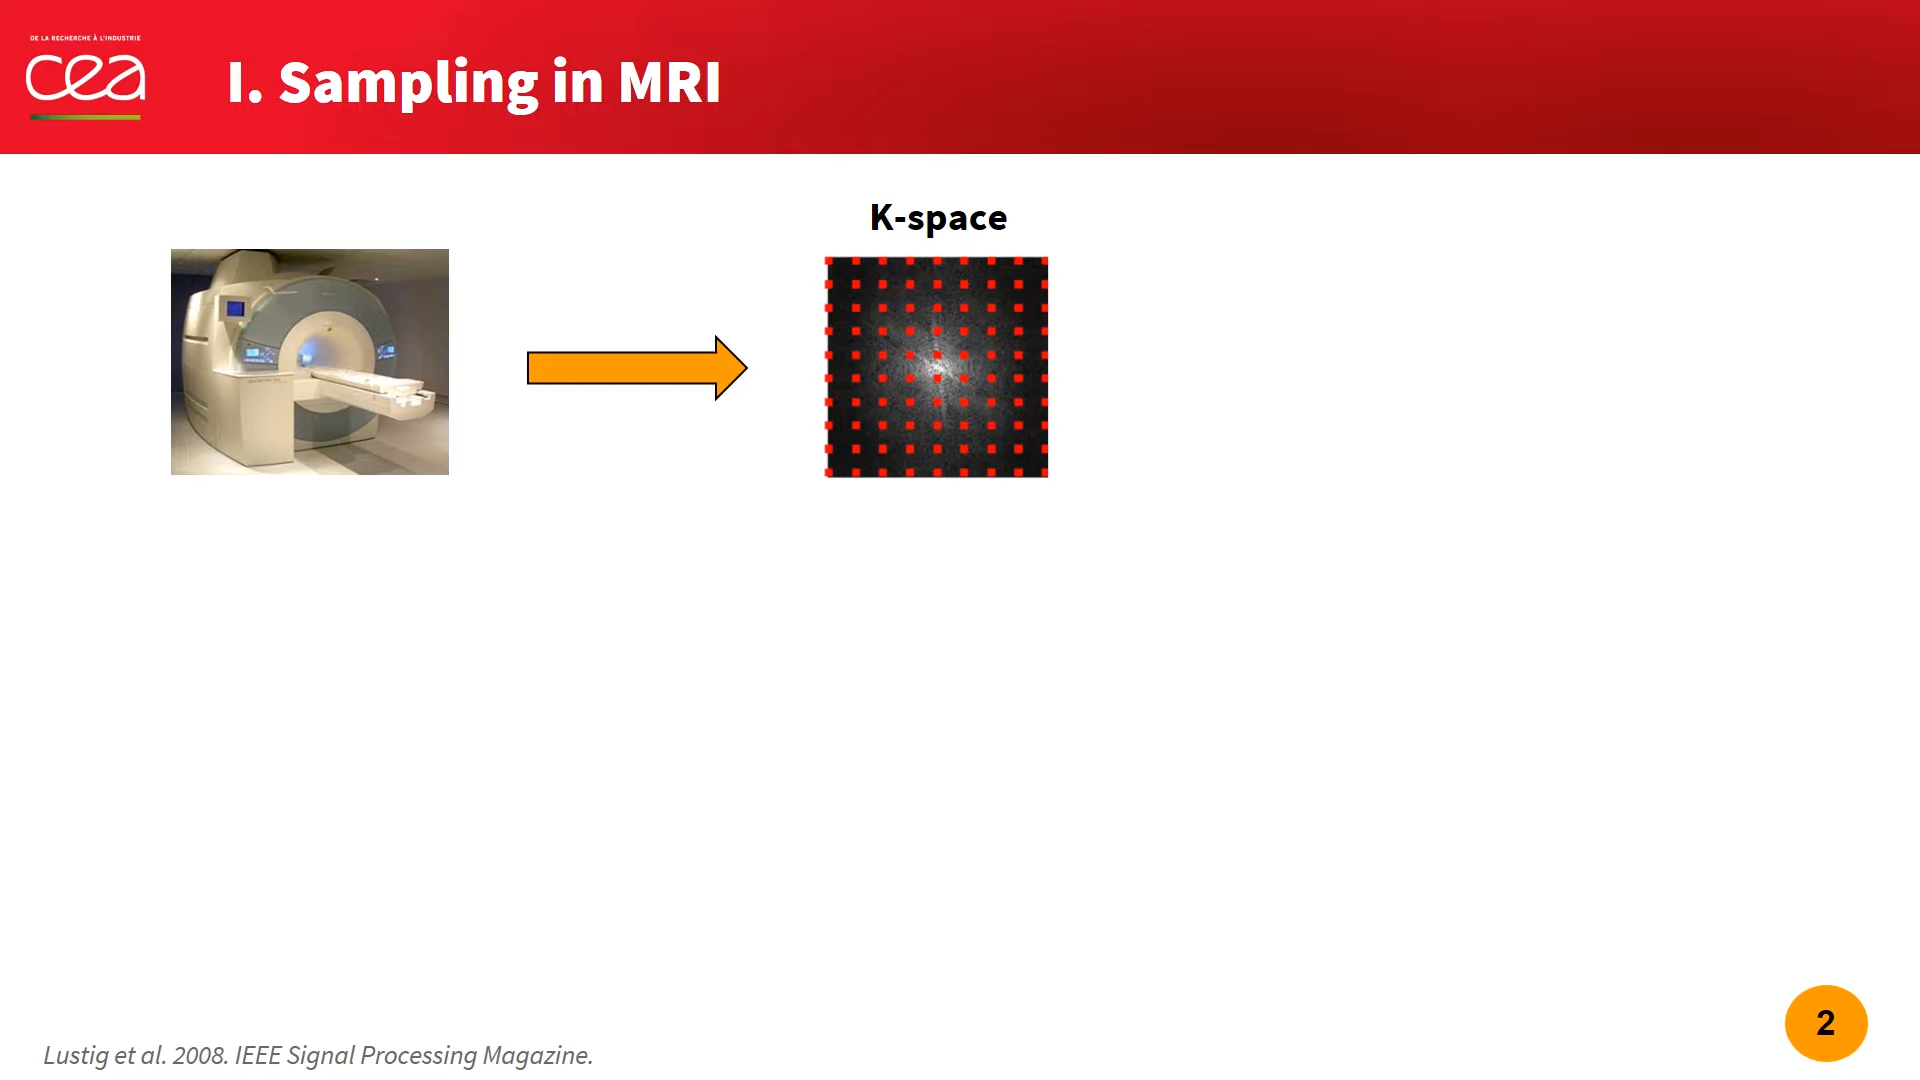 DE LA RECHERCHE À L'INDUSTRIE
cea
I. Sampling in MRI
K-space
2
Lustig et al. 2008. IEEE Signal Processing Magazine.